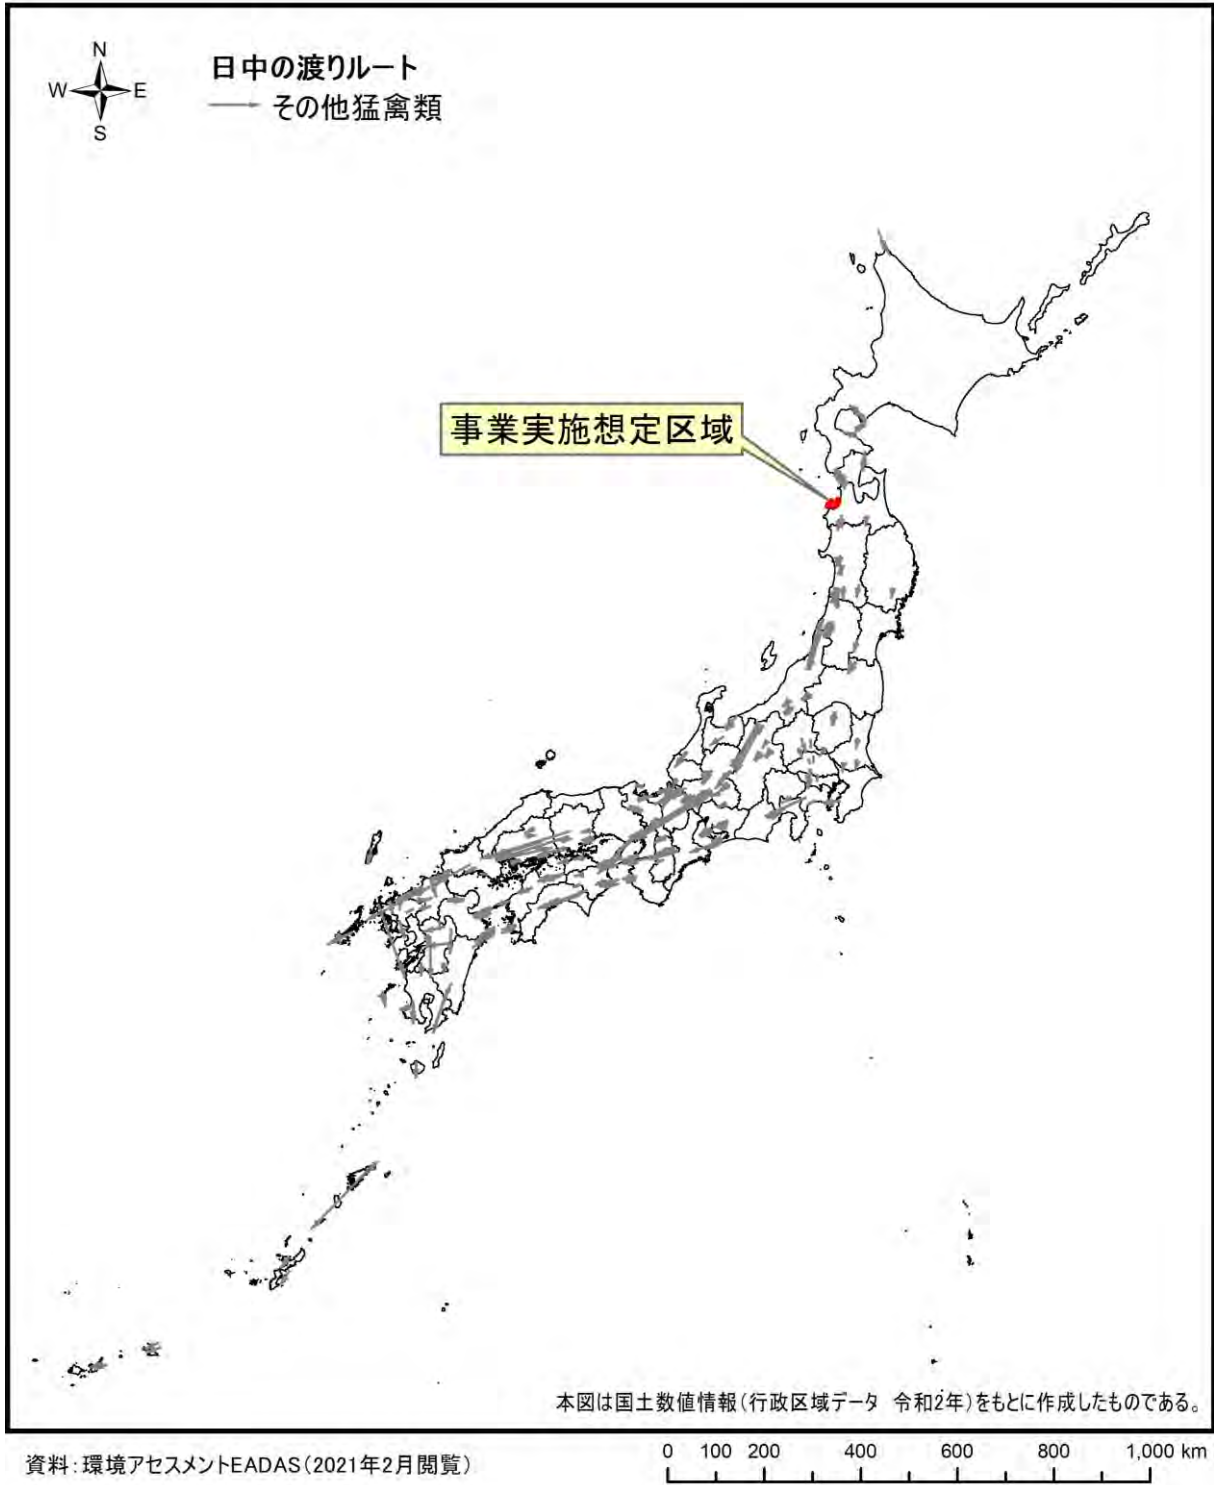 N
W E
S
日中の渡りルート
その他猛禽類
事業実施想定区域
本図は国土数値情報(行政区域データ 令和2年)をもとに作成したものである。
資料:環境アセスメントEADAS(2021年2月閲覧)
0 100 200 400 600 800 1,000 km